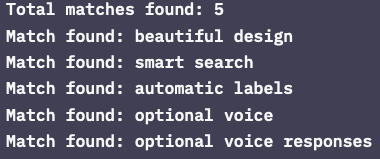 Total matches found: 5
Match found: beautiful design
Match found: smart search
Match found: automatic labels
Match found: optional voice
Match found: optional voice responses